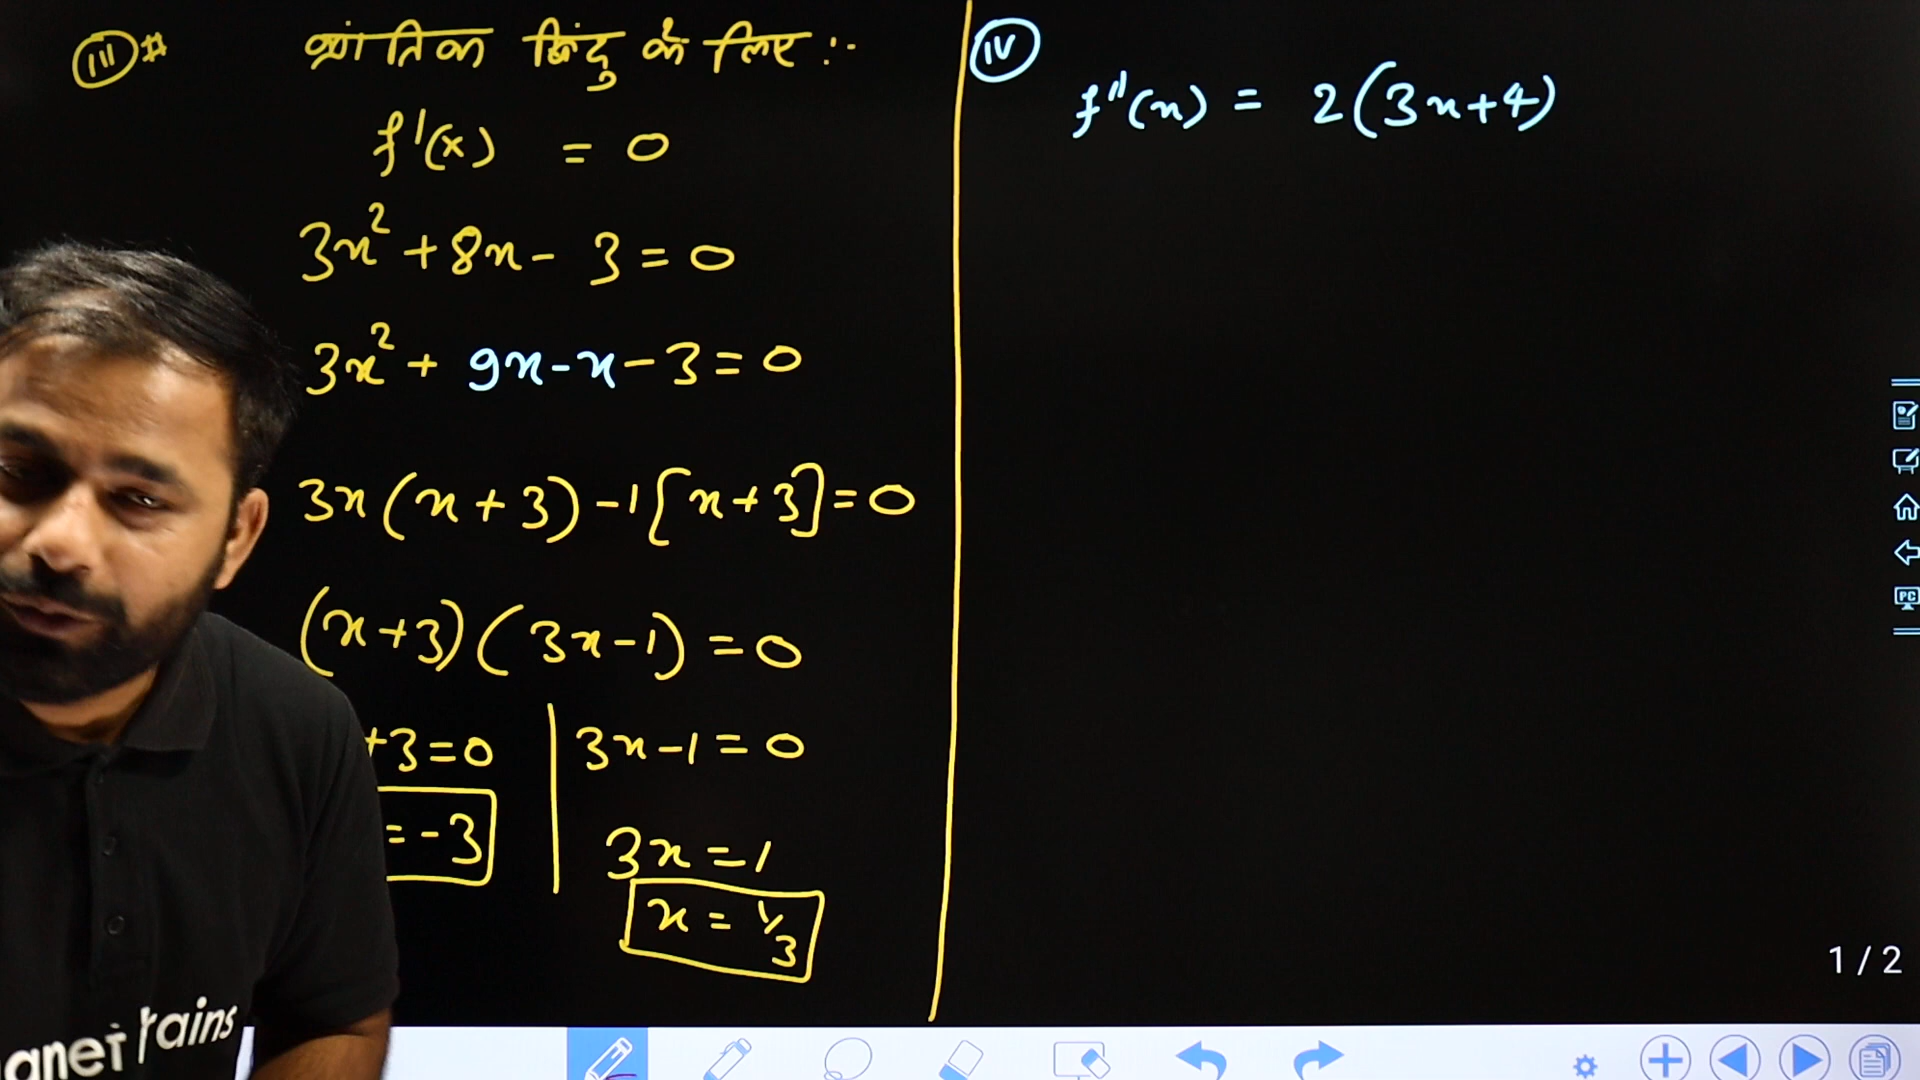 III #
क्रांतिक बिंदु के लिए :-
f'(x) = 0
3x² + 8x - 3 = 0
3x² + 9x - x - 3 = 0
3x (x + 3) - 1 [x + 3] = 0
(x + 3) (3x - 1) = 0
+3 = 0
= -3
3x - 1 = 0
3x = 1
x = 1/3
IV
f''(x) = 2(3x+4)
1 / 2
PC
anet rains